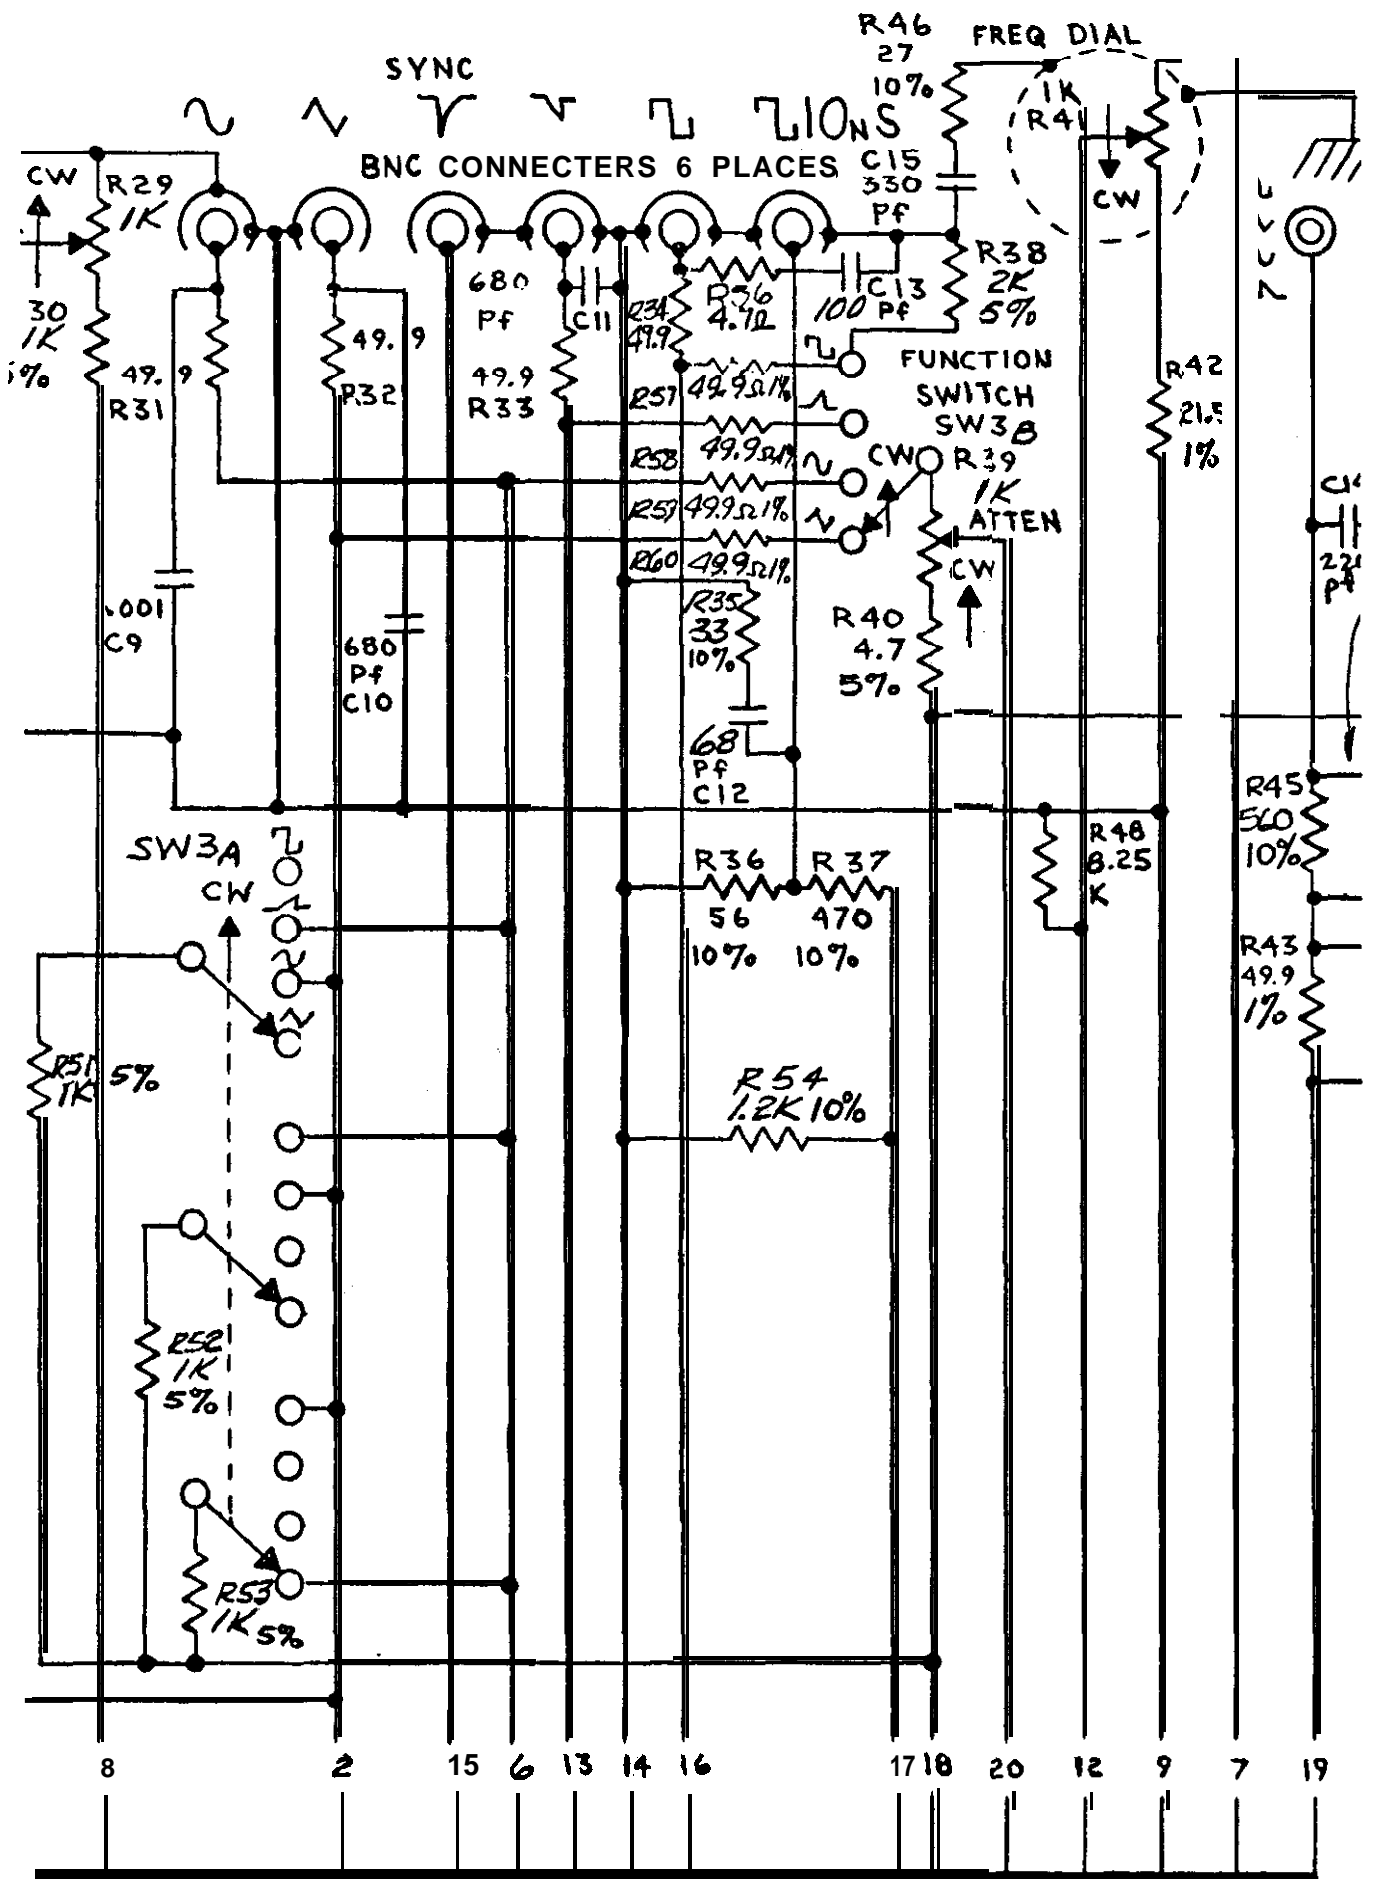 R46
27
10%
FREQ DIAL
SYNC
1K
R41
CW
10nS
BNC CONNECTERS 6 PLACES
C15
330
Pf
CW
R29
1K
30
1K
5%
680
Pf
C11
R34
49.9
R56
4.7Ω
100
C13
Pf
R38
2K
5%
49.9
R31
49.9
R32
49.9
R33
R57
49.9Ω1%
FUNCTION
SWITCH
SW3B
R42
21.5
1%
R58
49.9Ω1%
CW
R39
1K
ATTEN
CW
R59
49.9Ω1%
R60
49.9Ω1%
C14
220
Pf
.001
C9
680
Pf
C10
R35
33
10%
R40
4.7
5%
68
Pf
C12
R45
560
10%
SW3A
CW
R36
56
10%
R37
470
10%
R48
8.25
K
R43
49.9
1%
R51
1K
5%
R54
1.2K 10%
R52
1K
5%
R53
1K 5%
8 2 15 6 13 14 16 17 18 20 12 9 7 19